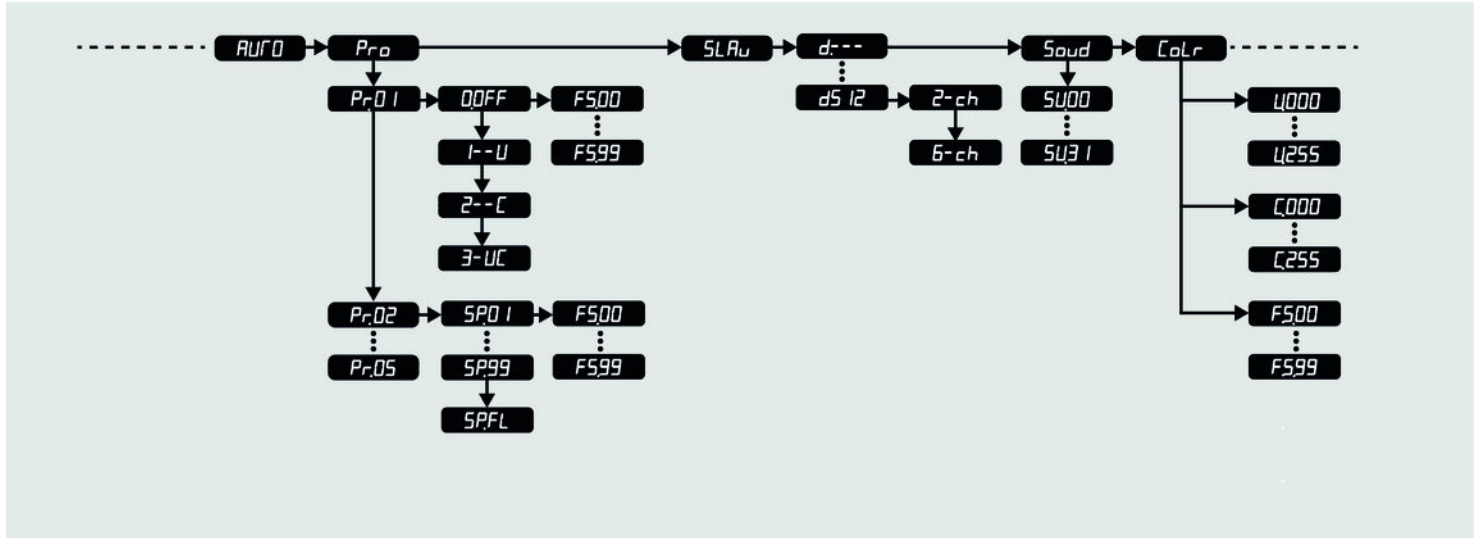 AUTO Pro SLAv d.--- Soud CoLr
Pr.01 0.OFF FS.00 d512 2-ch SU.00 U.000
1--U FS.99 6-ch SU.31 U.255
2--C C.000
3-UC C.255
Pr.02 SP.01 FS.00 FS.00
Pr.05 SP.99 FS.99 FS.99
SP.FL